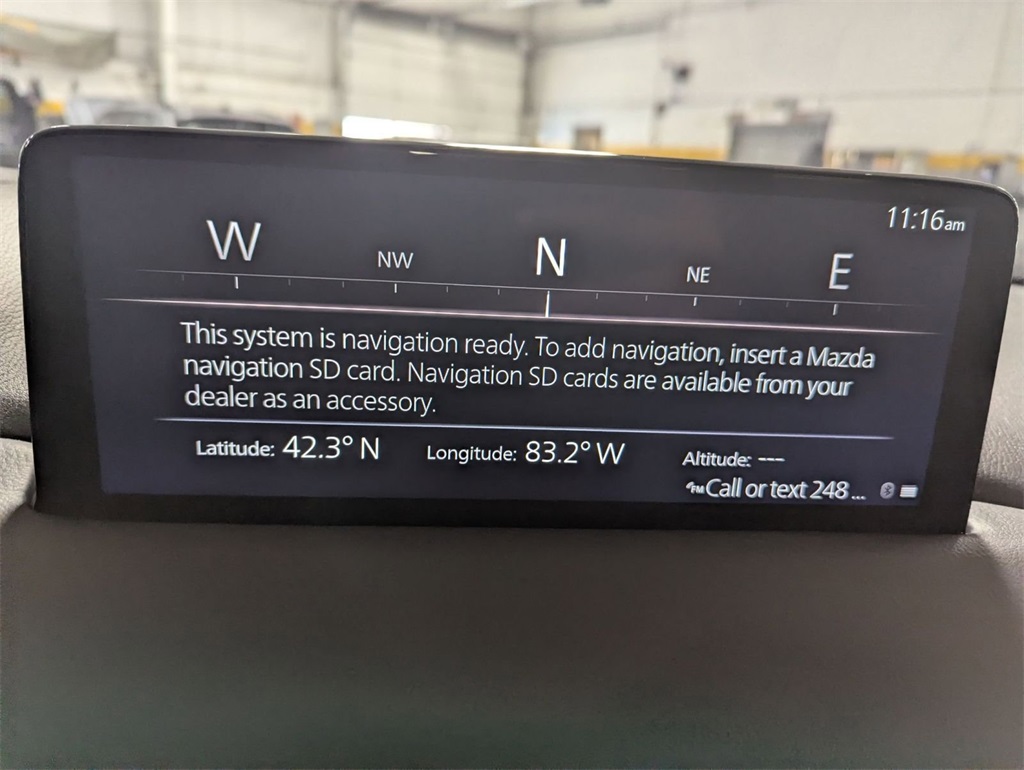 11:16am
W NW N NE E
This system is navigation ready. To add navigation, insert a Mazda
navigation SD card. Navigation SD cards are available from your
dealer as an accessory.
Latitude: 42.3° N Longitude: 83.2° W Altitude: ---
FM Call or text 248...